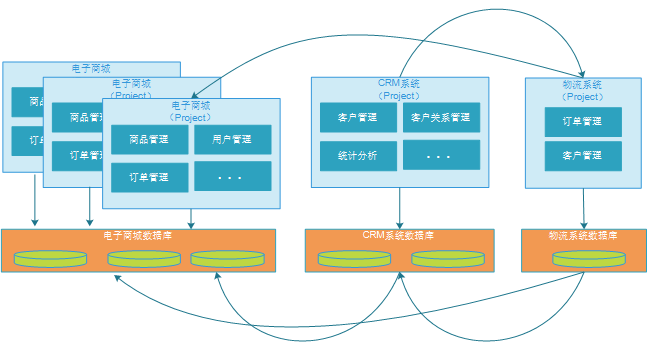 电子商城
商品
订单
电子商城
（Project）
商品管理
订单管理
电子商城
（Project）
商品管理
用户管理
订单管理
...
CRM系统
（Project）
客户管理
客户关系管理
统计分析
...
物流系统
（Project）
订单管理
客户管理
电子商城数据库
CRM系统数据库
物流系统数据库